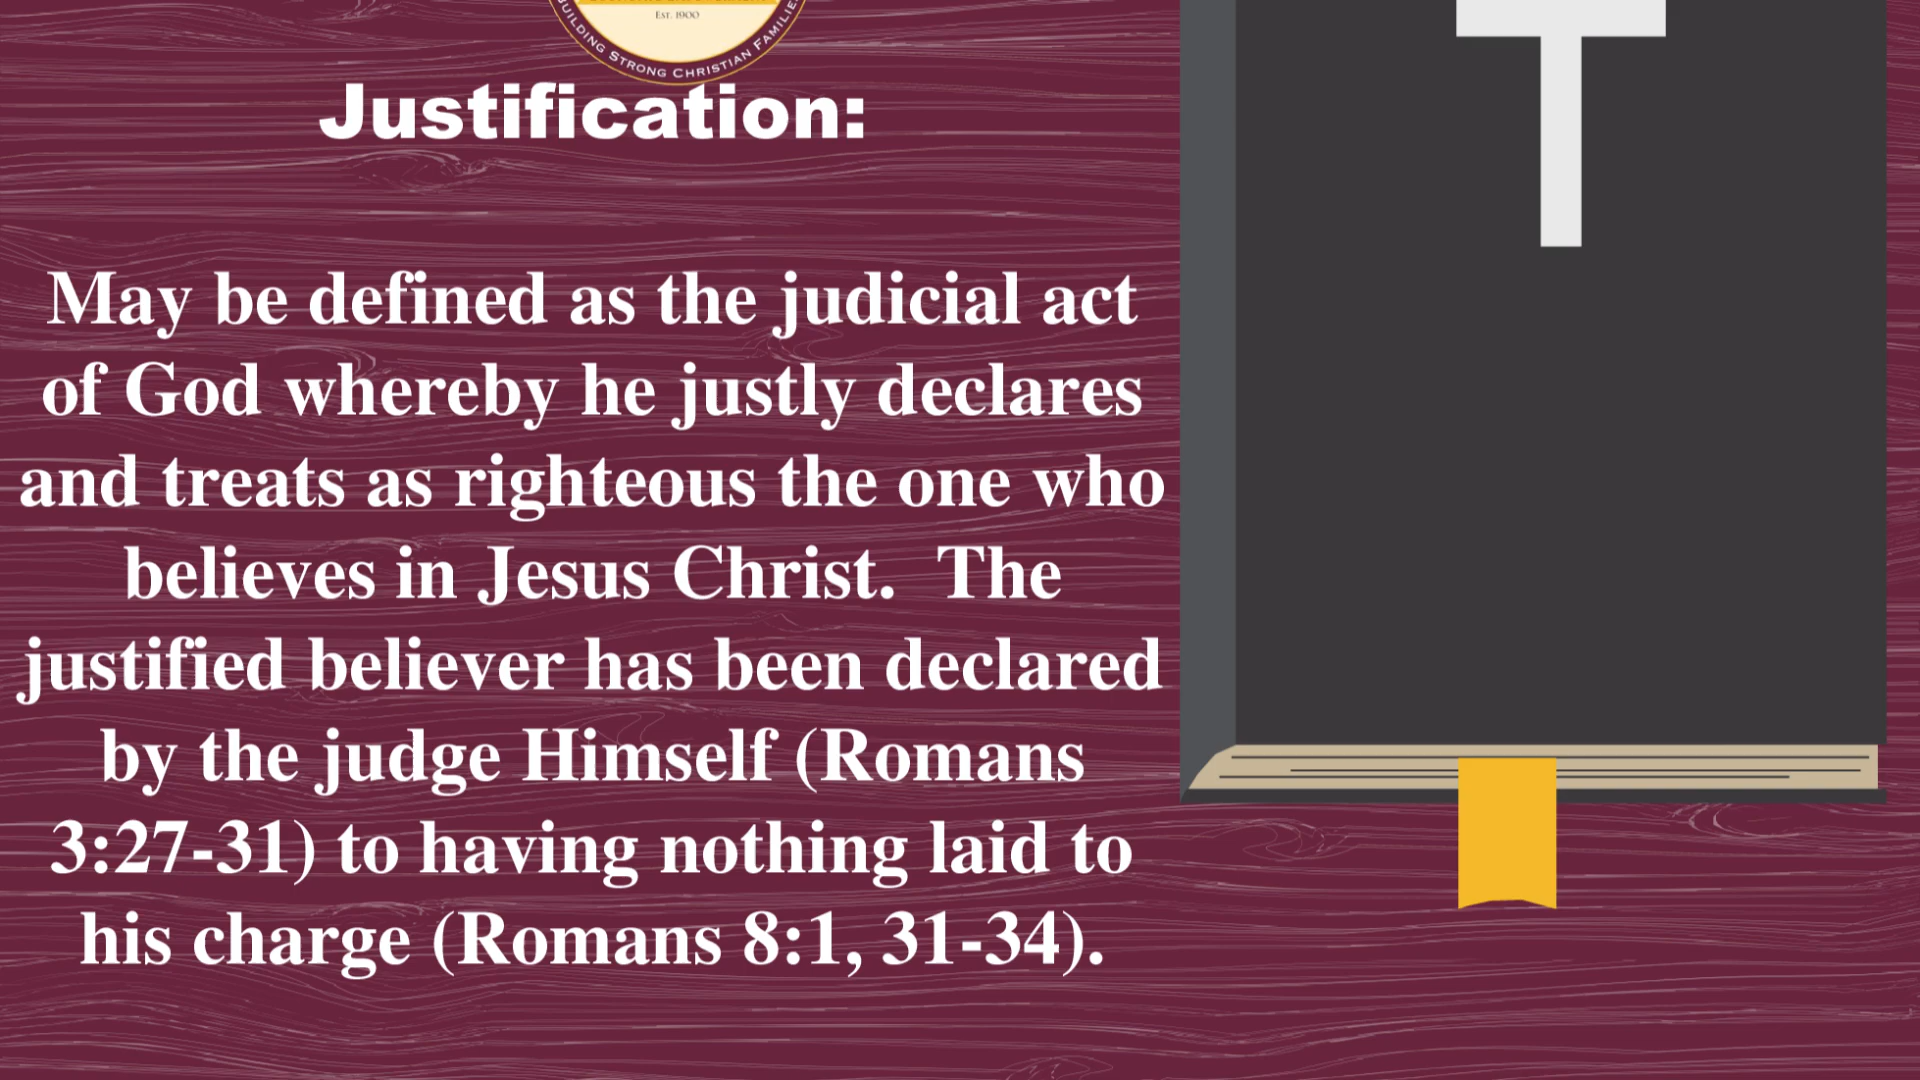 Est. 1900
Building Strong Christian Families
Justification:
May be defined as the judicial act
of God whereby he justly declares
and treats as righteous the one who
believes in Jesus Christ.  The
justified believer has been declared
by the judge Himself (Romans
3:27-31) to having nothing laid to
his charge (Romans 8:1, 31-34).